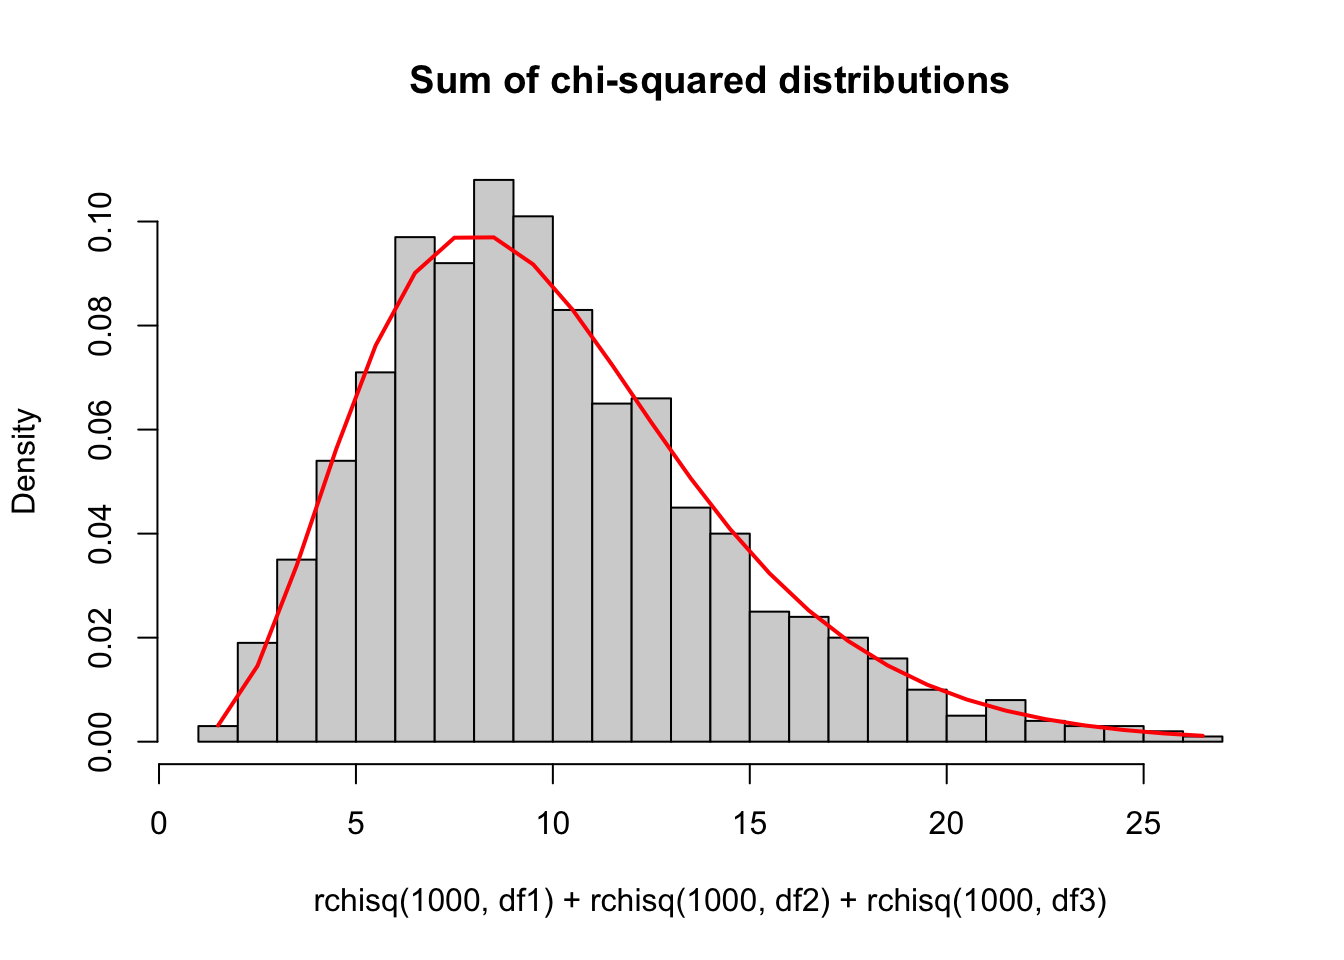 Sum of chi-squared distributions
Density
0.10
0.08
0.06
0.04
0.02
0.00
0 5 10 15 20 25
rchisq(1000, df1) + rchisq(1000, df2) + rchisq(1000, df3)